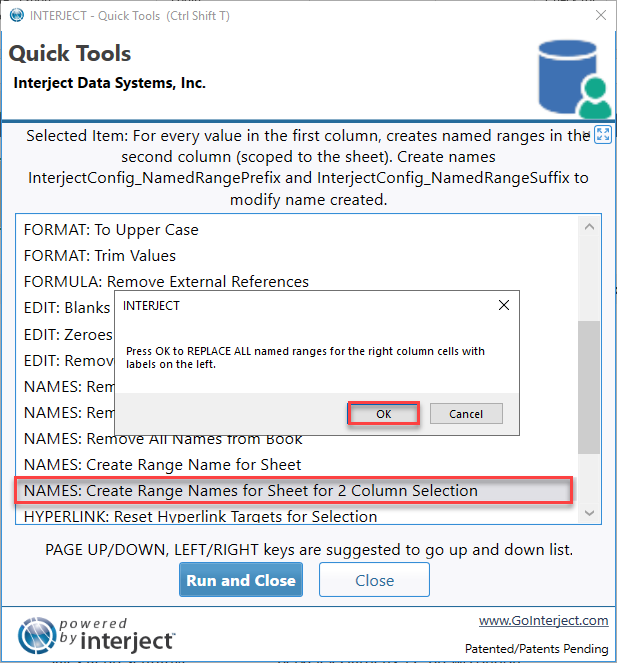 INTERJECT - Quick Tools  (Ctrl Shift T)
Quick Tools
Interject Data Systems, Inc.
Selected Item: For every value in the first column, creates named ranges in the
second column (scoped to the sheet). Create names
InterjectConfig_NamedRangePrefix and InterjectConfig_NamedRangeSuffix to
modify name created.
FORMAT: To Upper Case
FORMAT: Trim Values
FORMULA: Remove External References
EDIT: Blanks
EDIT: Zeroes
EDIT: Remov
NAMES: Rem
NAMES: Rem
NAMES: Remove All Names from Book
NAMES: Create Range Name for Sheet
NAMES: Create Range Names for Sheet for 2 Column Selection
HYPERLINK: Reset Hyperlink Targets for Selection
INTERJECT
Press OK to REPLACE ALL named ranges for the right column cells with
labels on the left.
OK
Cancel
PAGE UP/DOWN, LEFT/RIGHT keys are suggested to go up and down list.
Run and Close
Close
powered
by interject™
www.GoInterject.com
Patented/Patents Pending